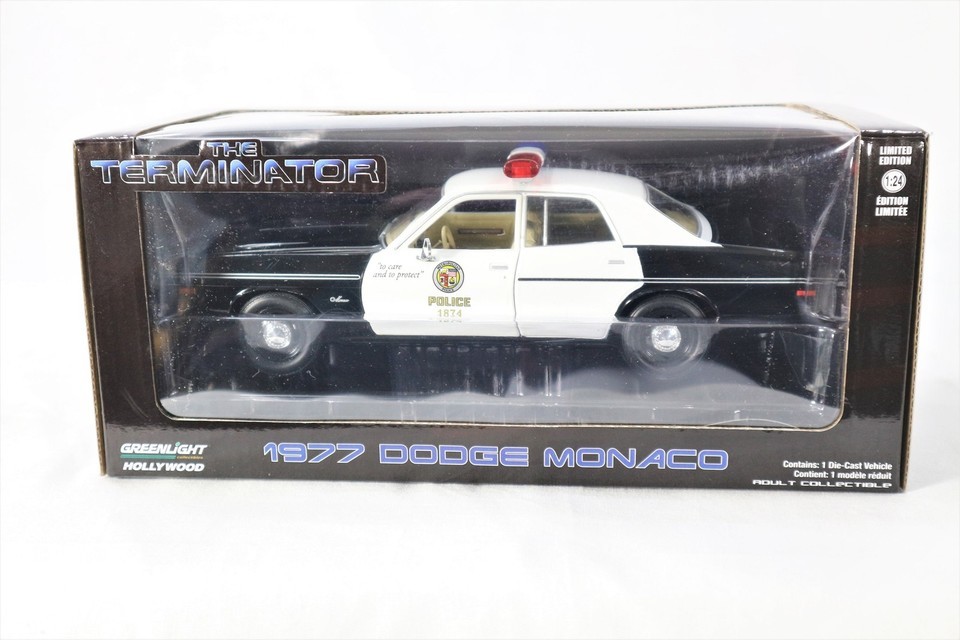 THE
TERMINATOR
LIMITED
EDITION
1:24
ÉDITION
LIMITÉE
"to care
and to protect"
POLICE
1874
Monaco
GREENLIGHT
HOLLYWOOD
1977 DODGE MONACO
Contains: 1 Die-Cast Vehicle
Contient: 1 modèle réduit
ADULT COLLECTIBLE